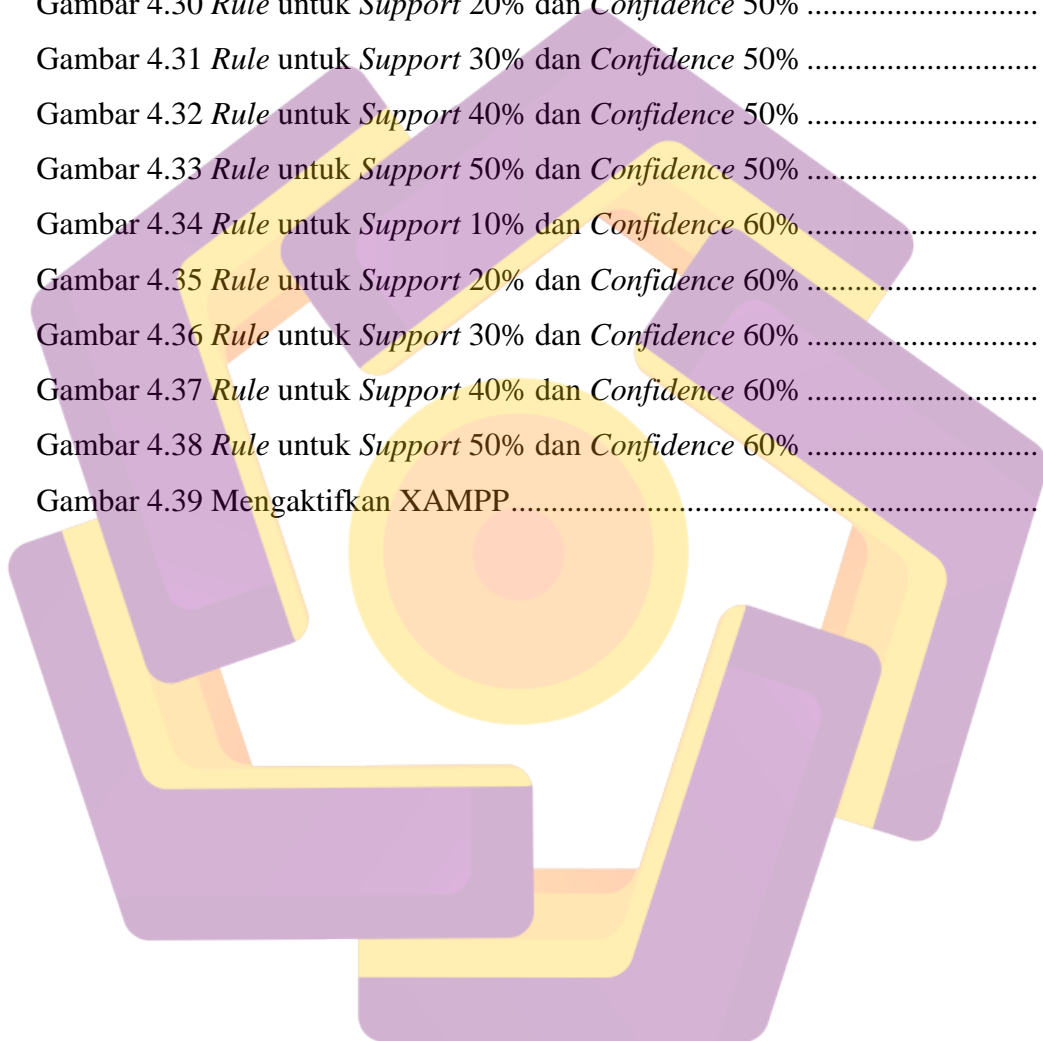 Gambar 4.30 Rule untuk Support 20% dan Confidence 50% ............................
Gambar 4.31 Rule untuk Support 30% dan Confidence 50% ............................
Gambar 4.32 Rule untuk Support 40% dan Confidence 50% ............................
Gambar 4.33 Rule untuk Support 50% dan Confidence 50% ............................
Gambar 4.34 Rule untuk Support 10% dan Confidence 60% ............................
Gambar 4.35 Rule untuk Support 20% dan Confidence 60% ............................
Gambar 4.36 Rule untuk Support 30% dan Confidence 60% ............................
Gambar 4.37 Rule untuk Support 40% dan Confidence 60% ............................
Gambar 4.38 Rule untuk Support 50% dan Confidence 60% ............................
Gambar 4.39 Mengaktifkan XAMPP................................................................